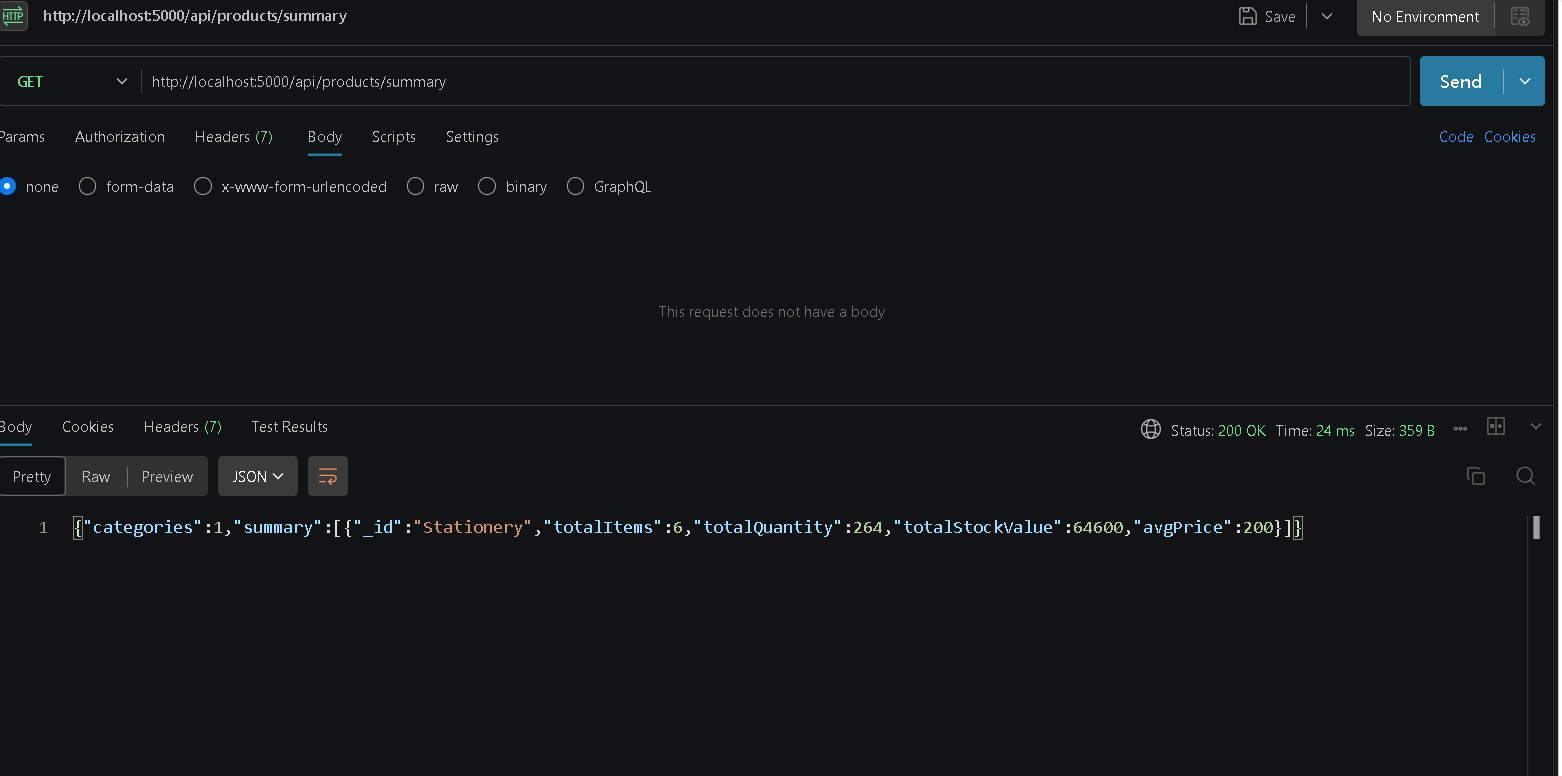 HTTP http://localhost:5000/api/products/summary Save No Environment
GET http://localhost:5000/api/products/summary Send
Params Authorization Headers (7) Body Scripts Settings Code Cookies
none form-data x-www-form-urlencoded raw binary GraphQL
This request does not have a body
Body Cookies Headers (7) Test Results Status: 200 OK Time: 24 ms Size: 359 B
Pretty Raw Preview JSON
1 {"categories":1,"summary":[{"_id":"Stationery","totalItems":6,"totalQuantity":264,"totalStockValue":64600,"avgPrice":200}]}